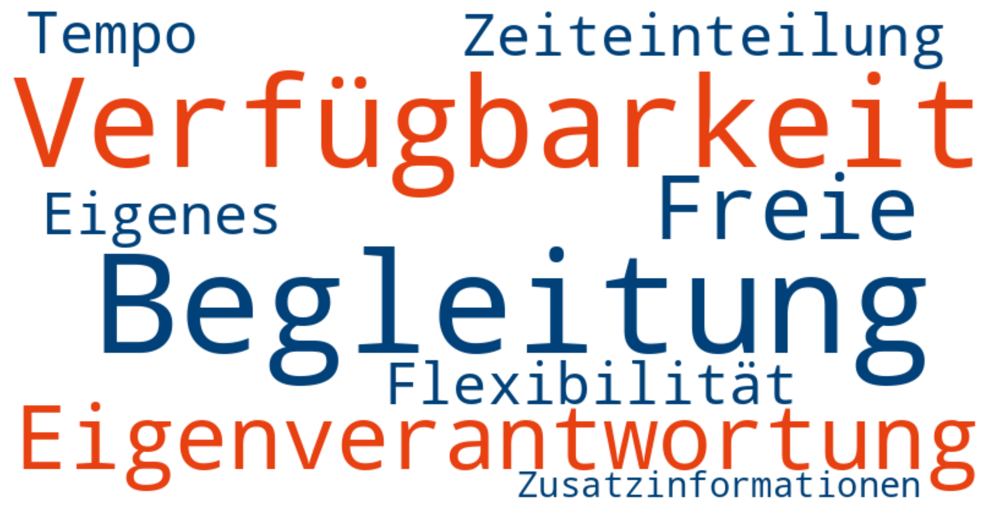 Tempo Zeiteinteilung
Verfügbarkeit
Eigenes Freie
Begleitung
Flexibilität
Eigenverantwortung
Zusatzinformationen